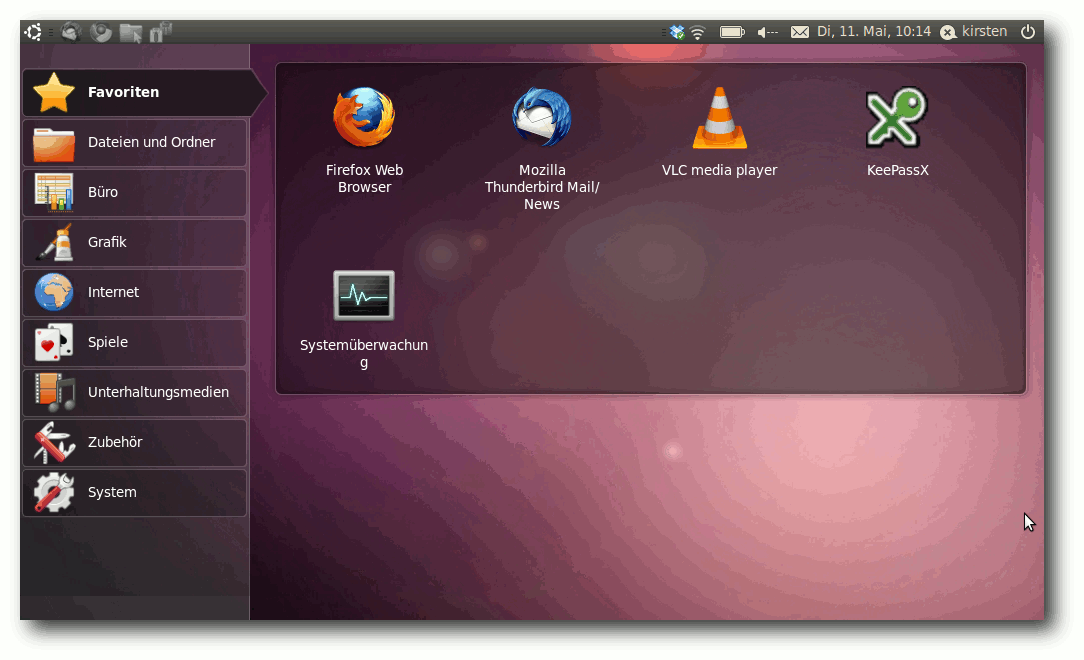 Di, 11. Mai, 10:14 kirsten
Favoriten
Dateien und Ordner
Büro
Grafik
Internet
Spiele
Unterhaltungsmedien
Zubehör
System
Firefox Web
Browser
Mozilla
Thunderbird Mail/
News
VLC media player
KeePassX
Systemüberwachun
g